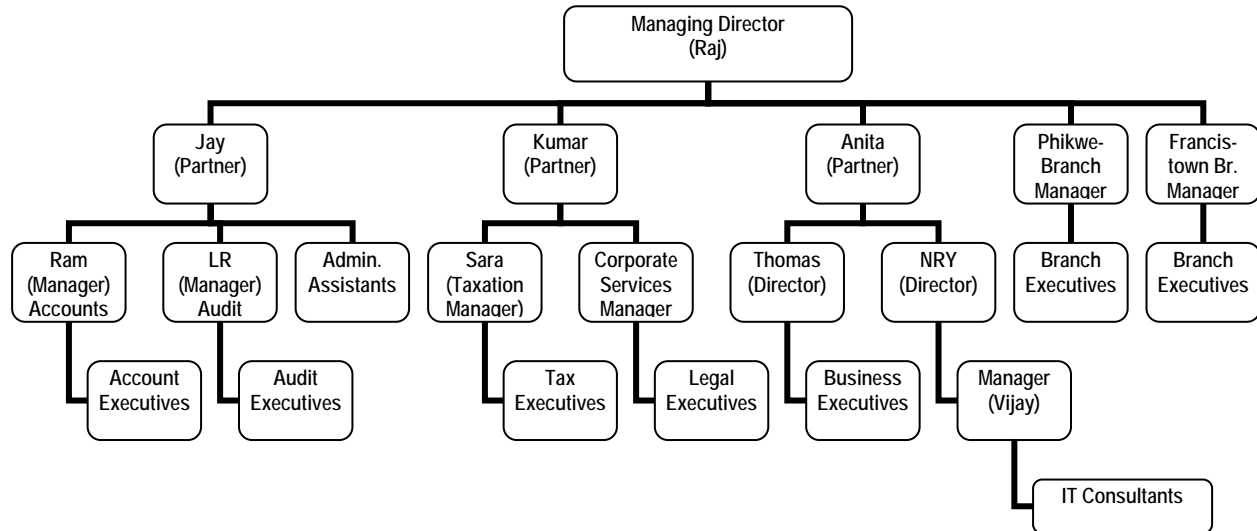 Managing Director
(Raj)
Jay
(Partner)
Kumar
(Partner)
Anita
(Partner)
Phikwe-
Branch
Manager
Francis-
town Br.
Manager
Ram
(Manager)
Accounts
LR
(Manager)
Audit
Admin.
Assistants
Sara
(Taxation
Manager)
Corporate
Services
Manager
Thomas
(Director)
NRY
(Director)
Branch
Executives
Branch
Executives
Account
Executives
Audit
Executives
Tax
Executives
Legal
Executives
Business
Executives
Manager
(Vijay)
IT Consultants